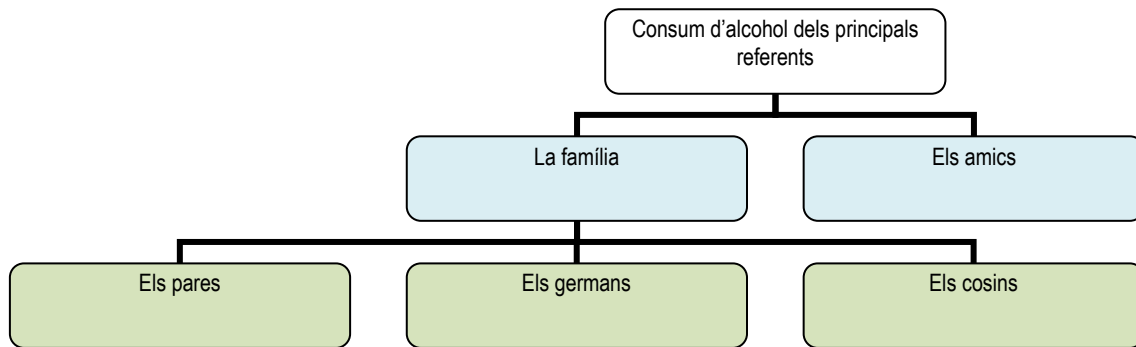 Consum d’alcohol dels principals
referents
La família
Els amics
Els pares
Els germans
Els cosins